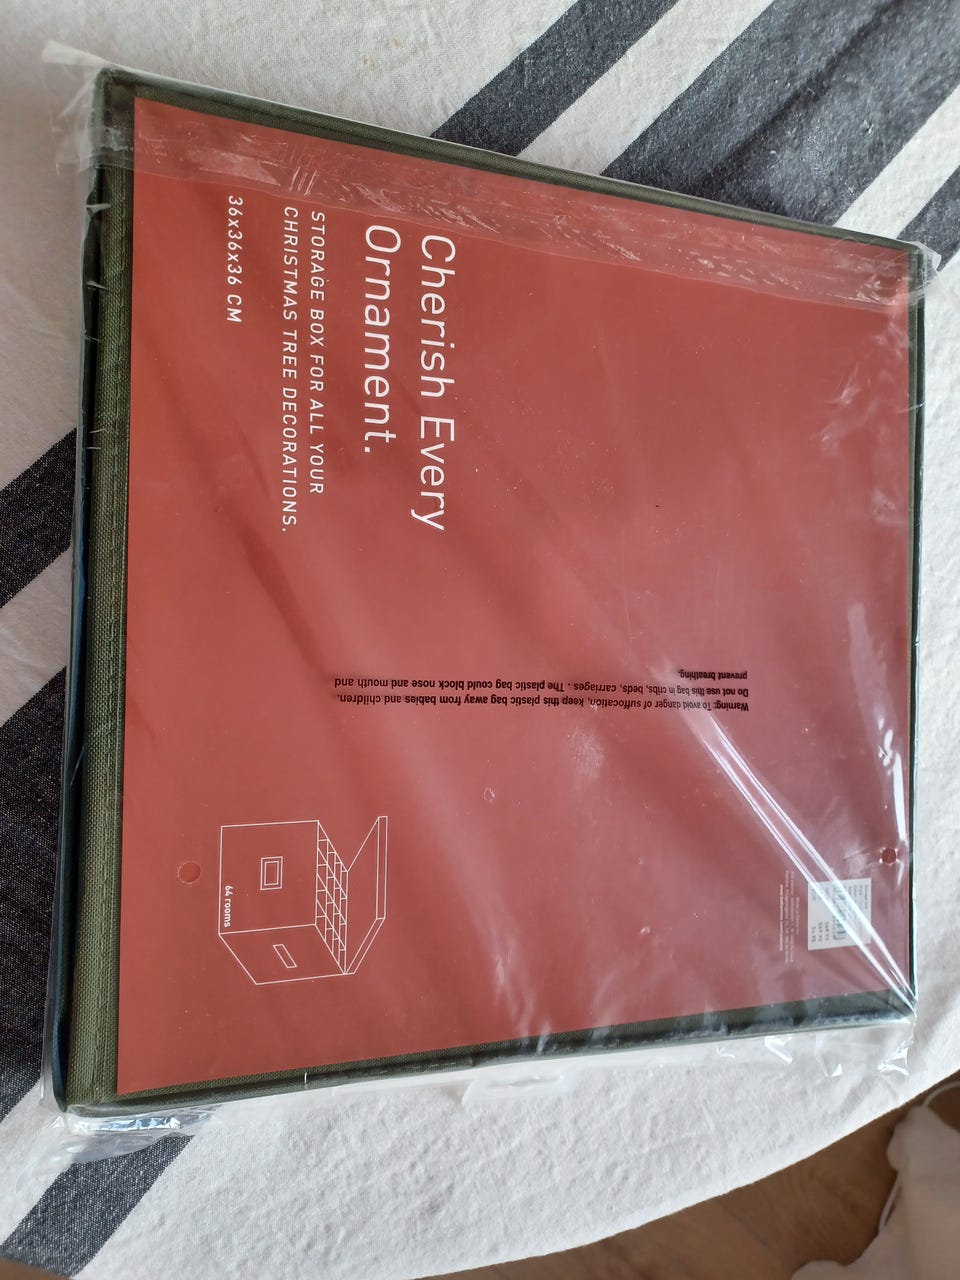 Cherish Every
Ornament.
STORAGE BOX FOR ALL YOUR
CHRISTMAS TREE DECORATIONS.
36x36x36 CM
64 rooms
Warning: To avoid danger of suffocation, keep this plastic bag away from babies and children.
Do not use this bag in cribs, beds, carriages . The plastic bag could block nose and mouth and
prevent breathing.